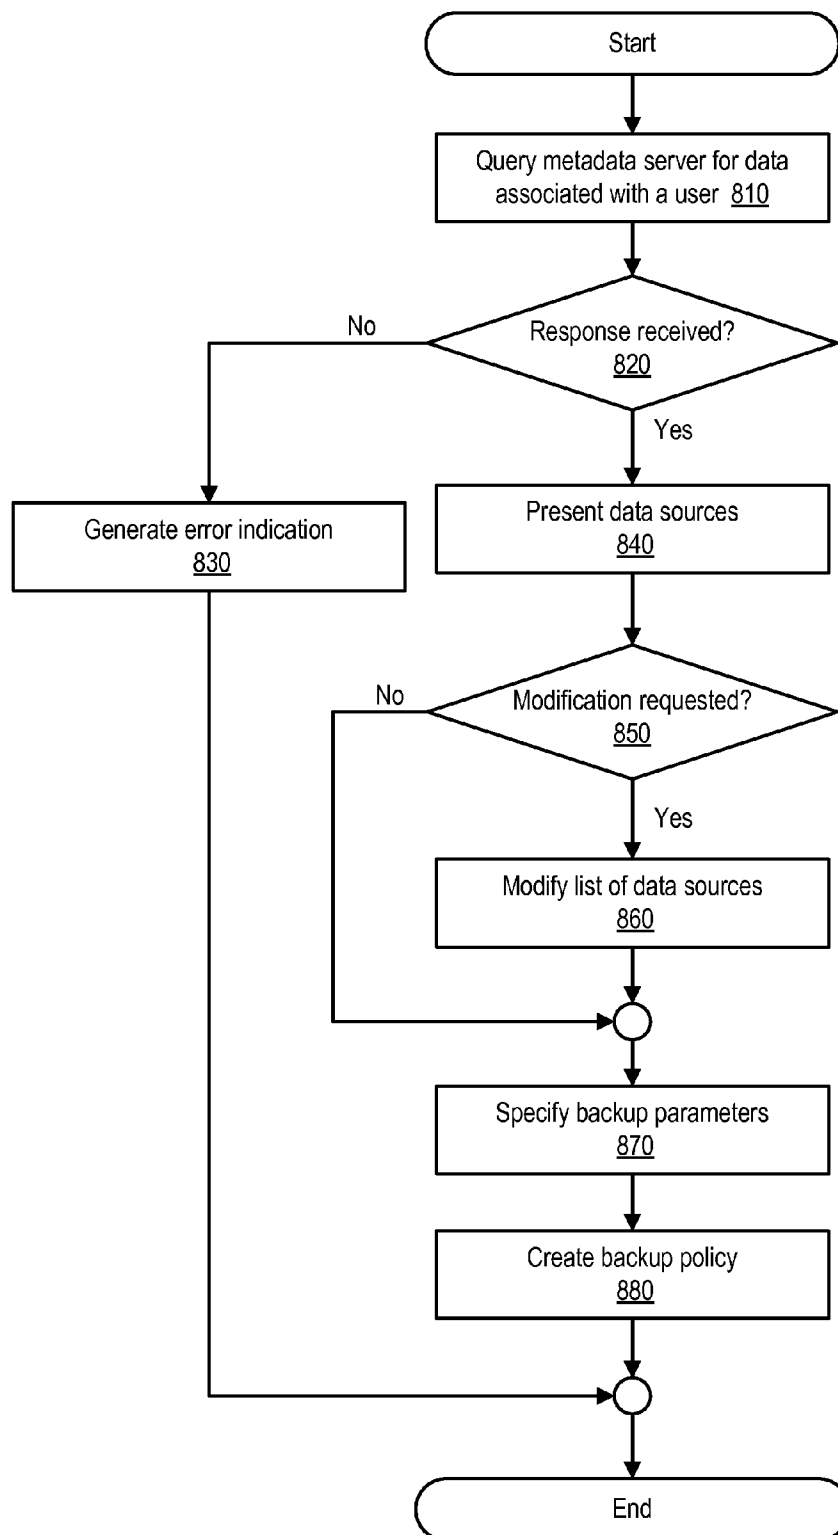 Start
Query metadata server for data
associated with a user 810
No
Response received?
820
Yes
Generate error indication
830
Present data sources
840
No
Modification requested?
850
Yes
Modify list of data sources
860
Specify backup parameters
870
Create backup policy
880
End